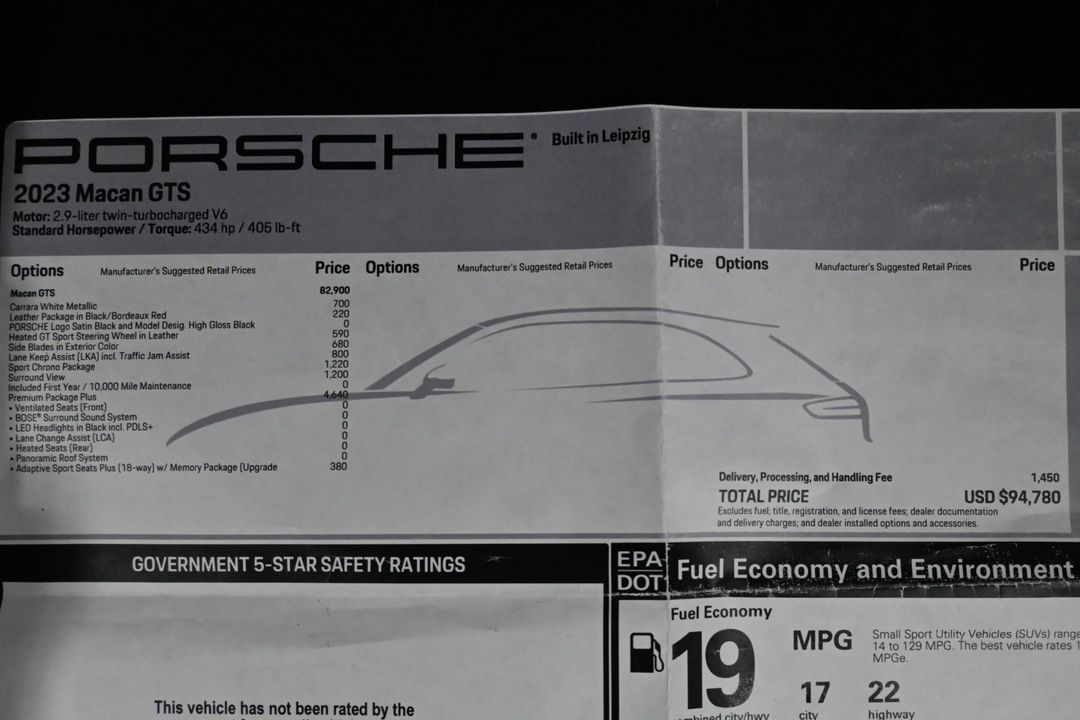 PORSCHE® Built in Leipzig
2023 Macan GTS
Motor: 2.9-liter twin-turbocharged V6
Standard Horsepower / Torque: 434 hp / 405 lb-ft
Options Manufacturer's Suggested Retail Prices Price
Macan GTS 82,900
Carrara White Metallic 700
Leather Package in Black/Bordeaux Red 220
PORSCHE Logo Satin Black and Model Desig. High Gloss Black 0
Heated GT Sport Steering Wheel in Leather 590
Side Blades in Exterior Color 680
Lane Keep Assist (LKA) incl. Traffic Jam Assist 800
Sport Chrono Package 1,220
Surround View 1,200
Included First Year / 10,000 Mile Maintenance 0
Premium Package Plus 4,640
• Ventilated Seats (Front) 0
• BOSE® Surround Sound System 0
• LED Headlights in Black incl. PDLS+ 0
• Lane Change Assist (LCA) 0
• Heated Seats (Rear) 0
• Panoramic Roof System 0
• Adaptive Sport Seats Plus (18-way) w/ Memory Package (Upgrade 380
Options Manufacturer's Suggested Retail Prices Price
Options Manufacturer's Suggested Retail Prices Price
Delivery, Processing, and Handling Fee 1,450
TOTAL PRICE USD $94,780
Excludes fuel; title, registration, and license fees; dealer documentation
and delivery charges; and dealer installed options and accessories.
GOVERNMENT 5-STAR SAFETY RATINGS
This vehicle has not been rated by the
EPA
DOT
Fuel Economy and Environment
Fuel Economy
19 MPG
Small Sport Utility Vehicles (SUVs) range
14 to 129 MPG. The best vehicle rates 1
MPGe.
17 22
combined city/hwy city highway